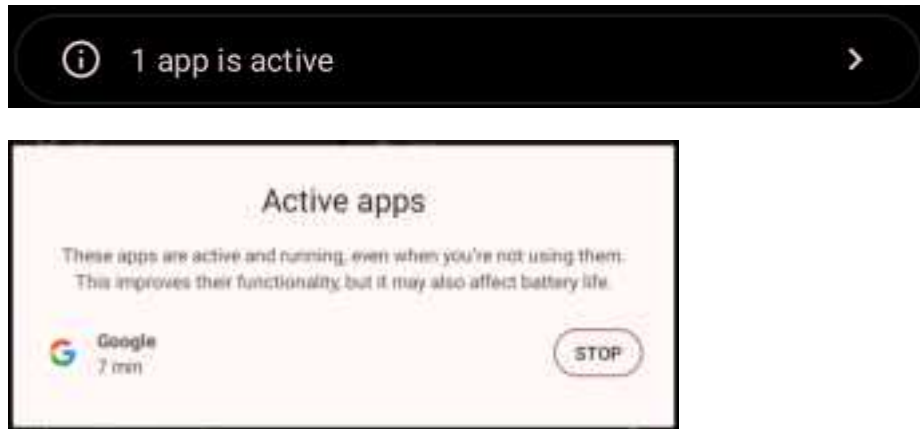 1 app is active
Active apps
These apps are active and running, even when you're not using them.
This improves their functionality, but it may also affect battery life.
Google
7 min
STOP